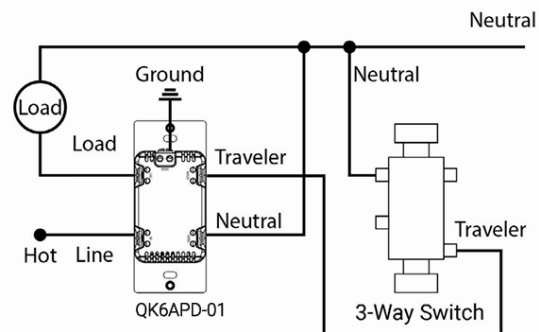 Neutral
Ground
Neutral
Load
Load
Traveler
Neutral
Traveler
Hot
Line
QK6APD-01
3-Way Switch